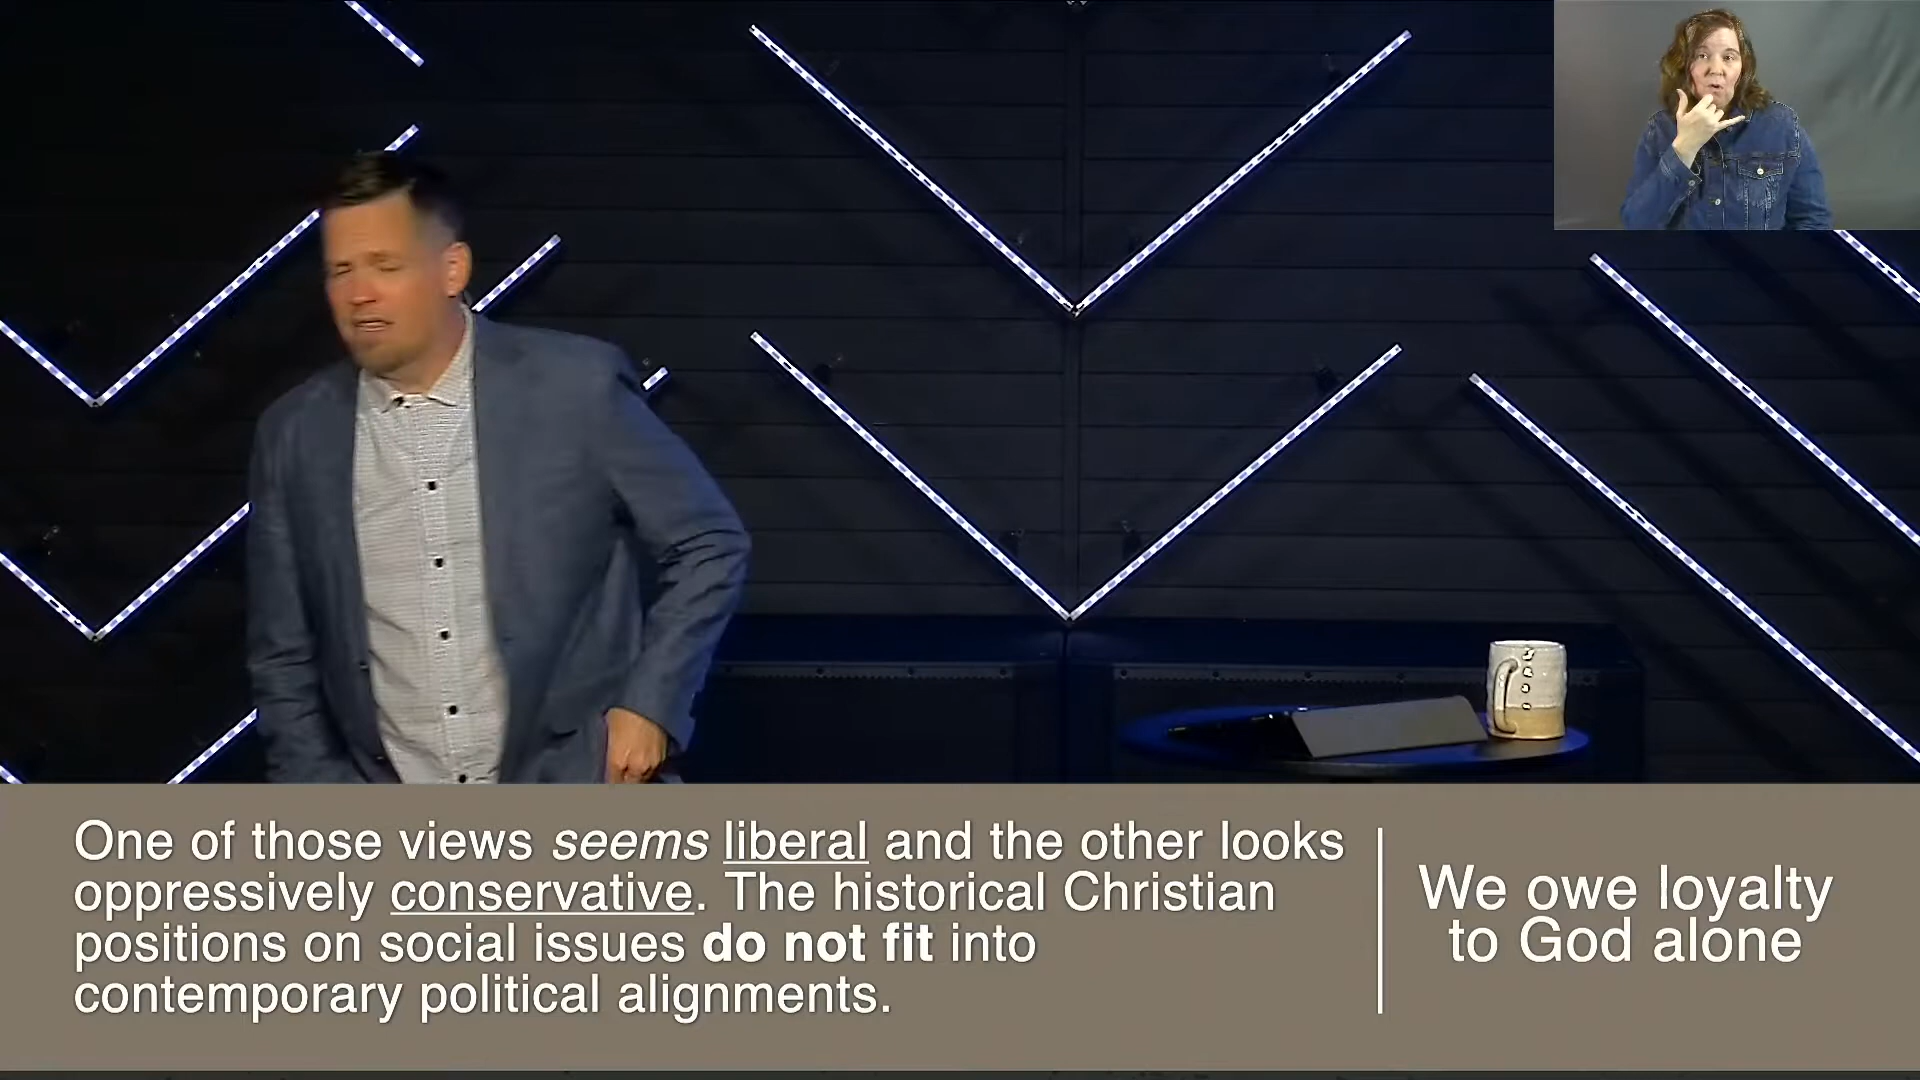 One of those views seems liberal and the other looks
oppressively conservative. The historical Christian
positions on social issues do not fit into
contemporary political alignments.
We owe loyalty
to God alone